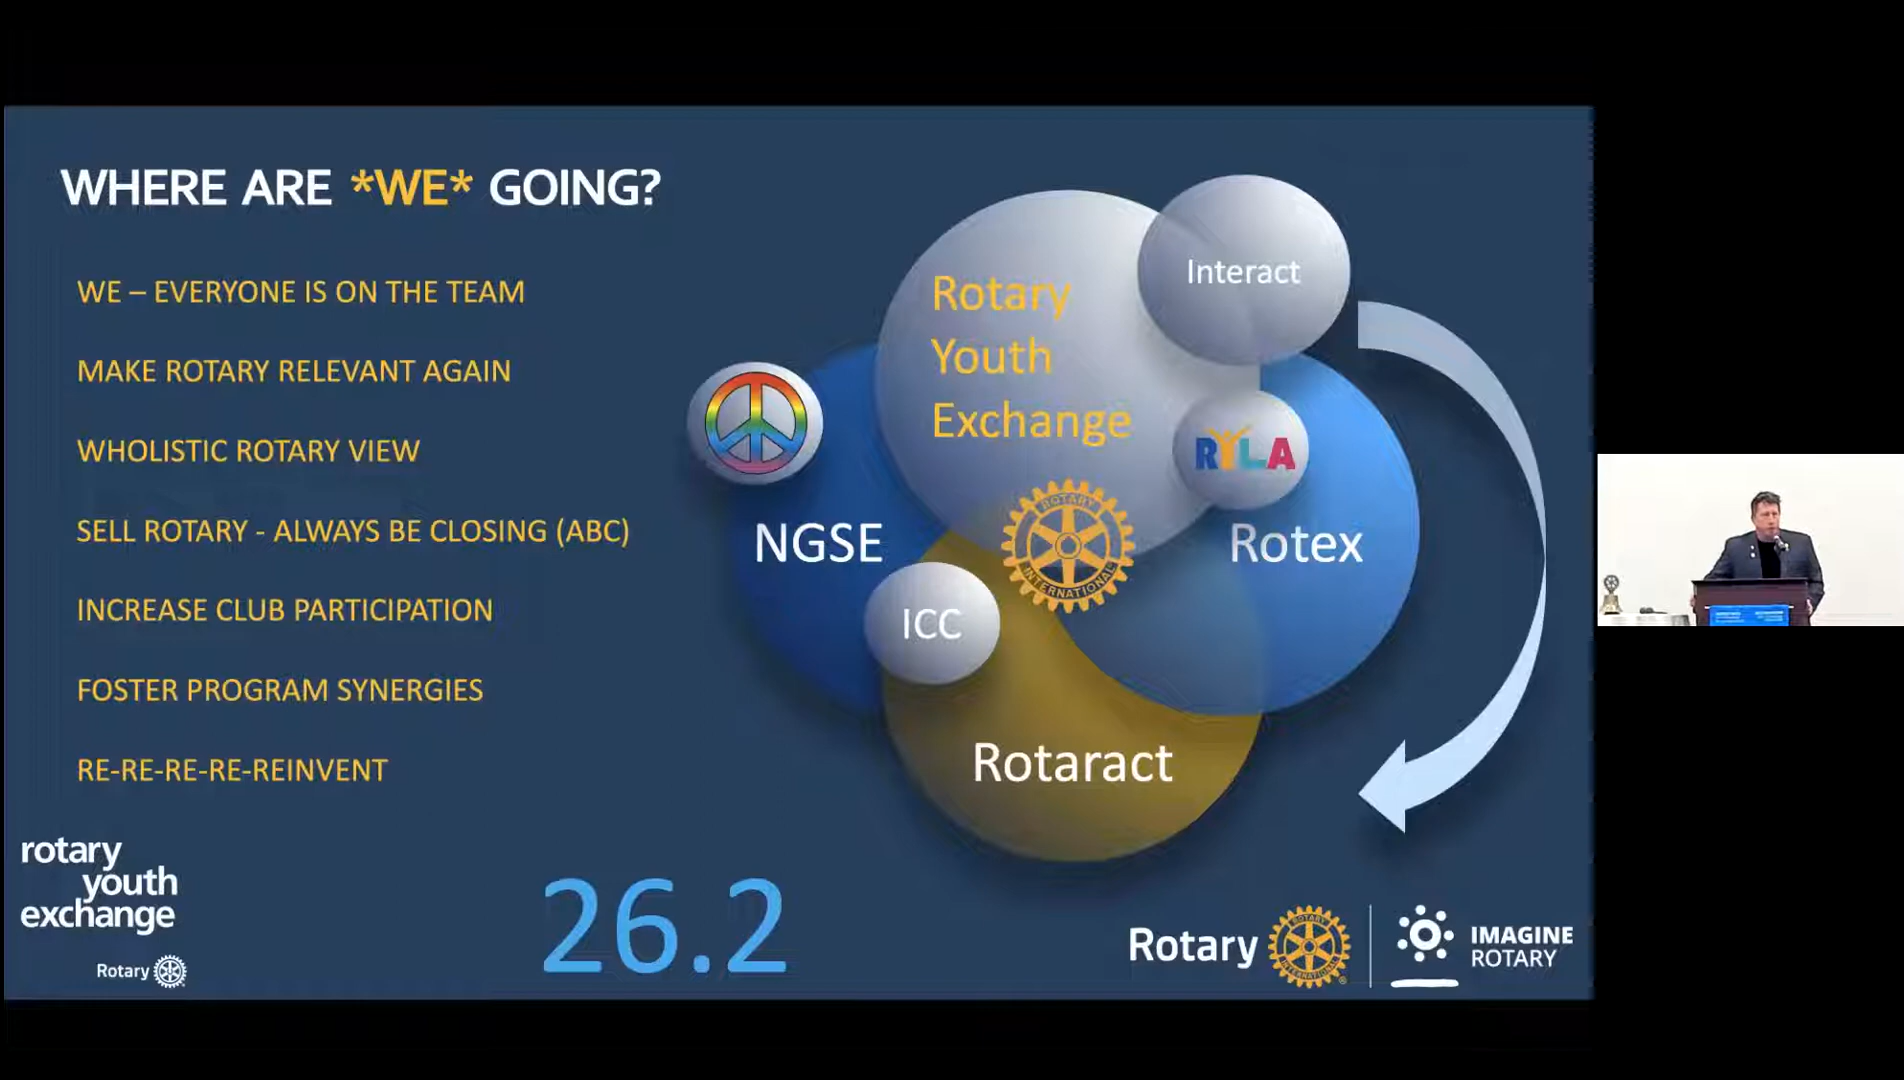 WHERE ARE *WE* GOING?
WE – EVERYONE IS ON THE TEAM
MAKE ROTARY RELEVANT AGAIN
WHOLISTIC ROTARY VIEW
SELL ROTARY - ALWAYS BE CLOSING (ABC)
INCREASE CLUB PARTICIPATION
FOSTER PROGRAM SYNERGIES
RE-RE-RE-RE-REINVENT
Rotary
Youth
Exchange
Interact
RYLA
NGSE
ROTARY
INTERNATIONAL
Rotex
ICC
Rotaract
rotary
youth
exchange
Rotary
26.2
Rotary
ROTARY
INTERNATIONAL
IMAGINE
ROTARY